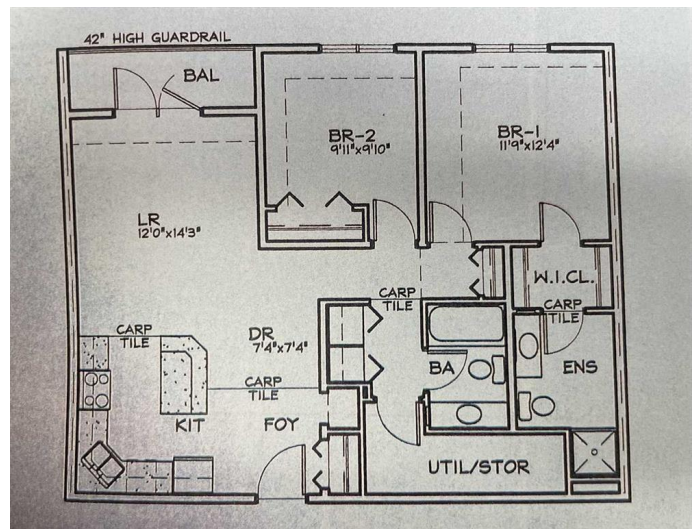 42" HIGH GUARDRAIL
BAL
BR-2
9'11"x9'10"
BR-1
11'9"x12'4"
LR
12'0"x14'3"
W.I.CL.
CARP
TILE
CARP
TILE
CARP
TILE
DR
7'4"x7'4"
BA
ENS
CARP
TILE
KIT
FOY
UTIL/STOR